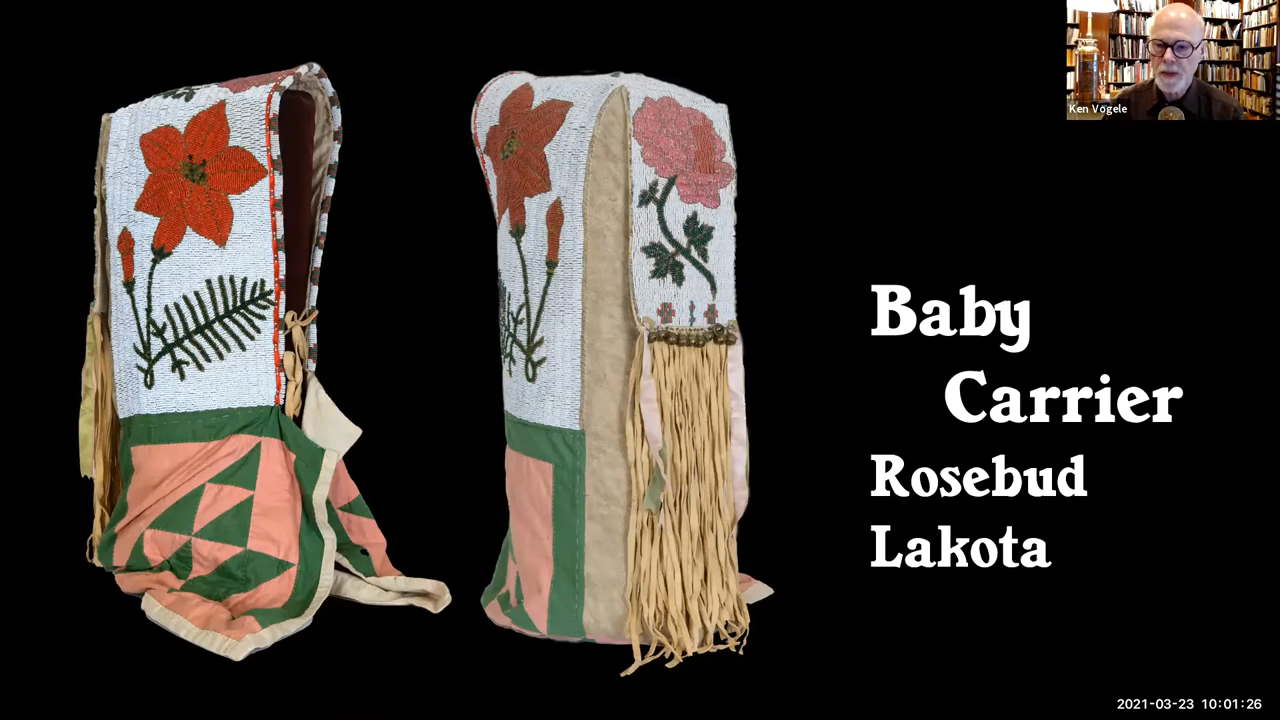 Ken Vogele
Baby
Carrier
Rosebud
Lakota
2021-03-23 10:01:26